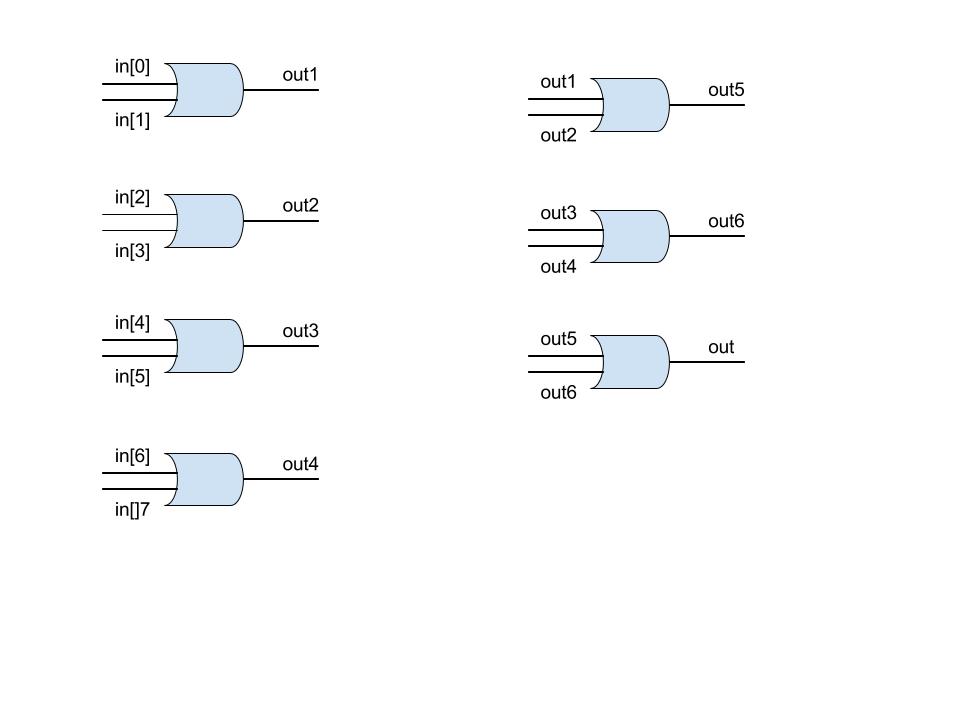 in[0]
out1
in[1]
in[2]
out2
in[3]
in[4]
out3
in[5]
in[6]
out4
in[]7
out1
out5
out2
out3
out6
out4
out5
out
out6